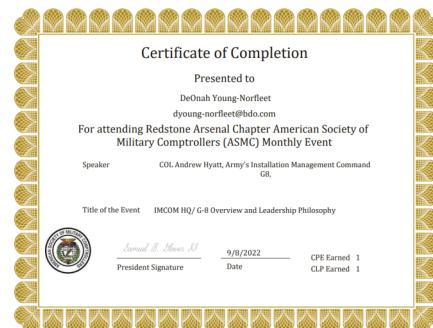 Certificate of Completion
Presented to
DeOnah Young-Norfleet
dyoung-norfleet@bdo.com
For attending Redstone Arsenal Chapter American Society of
Military Comptrollers (ASMC) Monthly Event
Speaker COL Andrew Hyatt, Army's Installation Management Command
G8,
Title of the Event IMCOM HQ/ G-8 Overview and Leadership Philosophy
Samuel B.
9/8/2022
President Signature Date
CPE Earned 1
CLP Earned 1